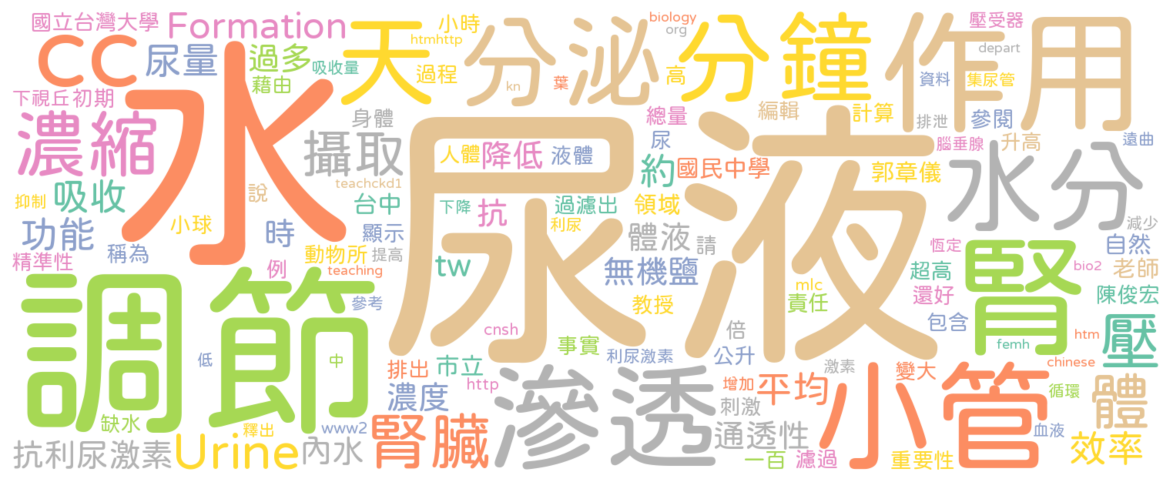 國立台灣大學
Formation
小時
biology
org
壓受器
CC
尿量
過多
htmhttp
天
分泌
分鐘
作用
depart
過程
吸收量
藉由
kn
葉
高
資料
集尿管
下視丘
初期
水
身體
總量
編輯
計算
排泄
參閱
濃縮
攝取
尿液
尿
腦垂腺
升高
遠曲
人體
降低
液體
國民中學
水分
抑制
吸收
說
teachckd1
台中
下降
抗
過濾出
約
領域
郭章儀
減少
小球
利尿
功能
稱為
時
顯示
體液
請
恆定
自然
精準性
例
動物所
提高
teaching
tw
無機鹽
mlc
超高
bio2
老師
調節
參考
教授
責任
還好
腎
陳俊宏
cnsh
倍
包含
壓
低
中
事實
利尿激素
公升
femh
htm
chinese
排出
市立
http
滲透
激素
變大
增加
平均
小管
循環
體
缺水
濃度
刺激
釋出
www2
血液
抗利尿激素
Urine
內水
腎臟
通透性
一百
濾過
重要性
效率